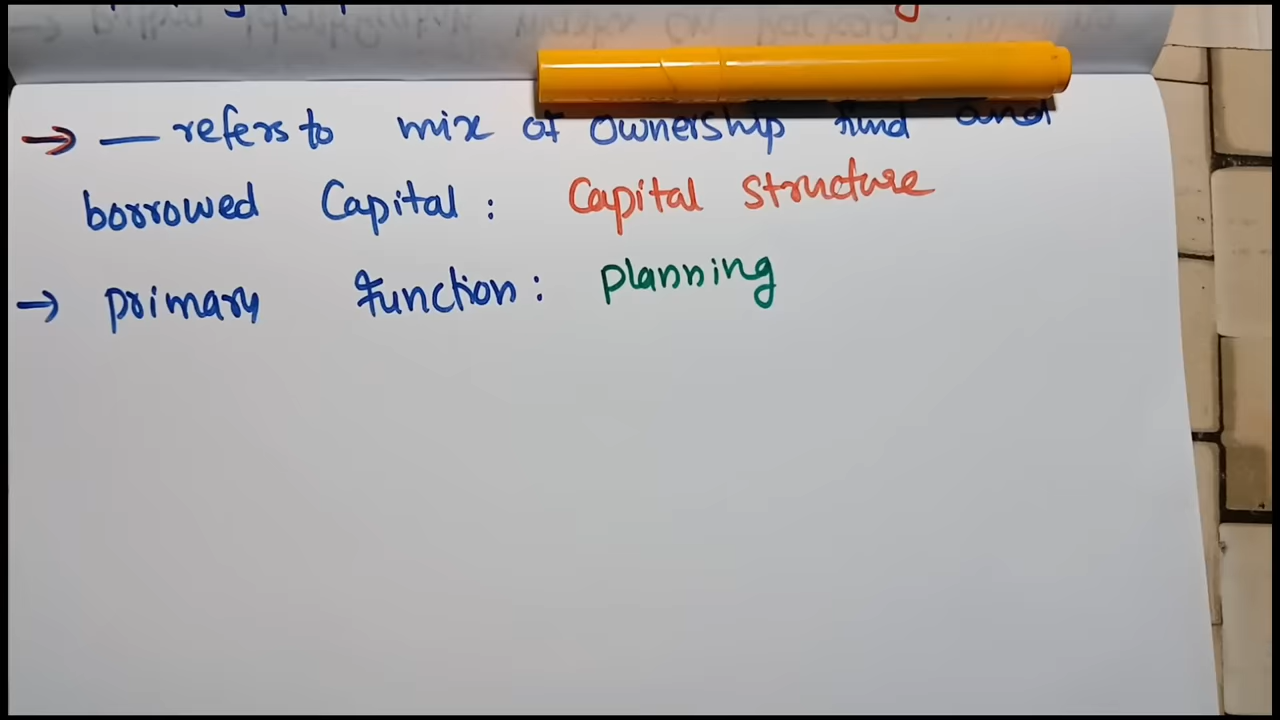 → — refers to mix of ownership fund and
borrowed Capital : Capital structure
→ primary function : planning